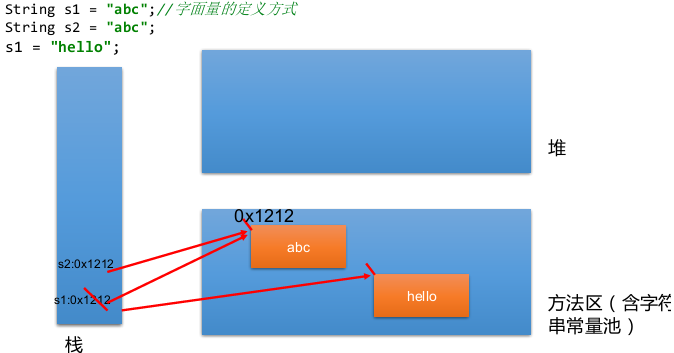 String s1 = "abc";//字面量的定义方式
String s2 = "abc";
s1 = "hello";
堆
0x1212
abc
s2:0x1212
hello
s1:0x1212
方法区（含字符
串常量池）
栈